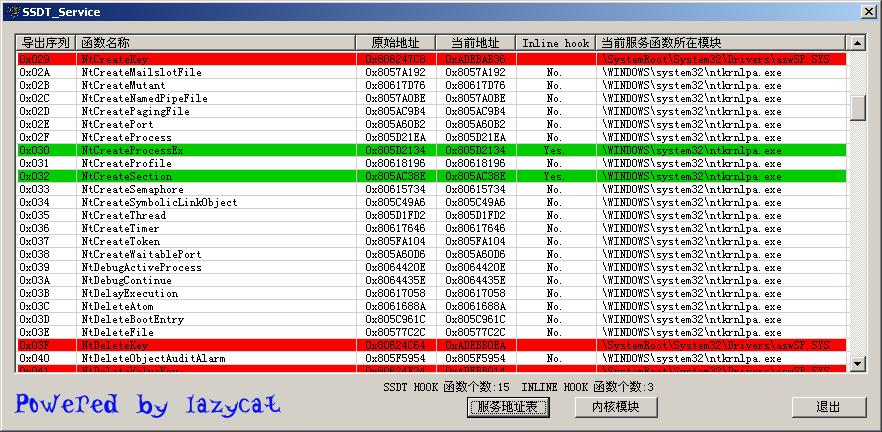 SSDT_Service
导出序列 函数名称 原始地址 当前地址 Inline hook 当前服务函数所在模块
0x029 NtCreateKey 0x806247C8 0xADEBAB36 \SystemRoot\System32\Drivers\aswSP.SYS
0x02A NtCreateMailslotFile 0x8057A192 0x8057A192 No. \WINDOWS\system32\ntkrnlpa.exe
0x02B NtCreateMutant 0x80617D76 0x80617D76 No. \WINDOWS\system32\ntkrnlpa.exe
0x02C NtCreateNamedPipeFile 0x8057A0BE 0x8057A0BE No. \WINDOWS\system32\ntkrnlpa.exe
0x02D NtCreatePagingFile 0x805AC9B4 0x805AC9B4 No. \WINDOWS\system32\ntkrnlpa.exe
0x02E NtCreatePort 0x805A60B2 0x805A60B2 No. \WINDOWS\system32\ntkrnlpa.exe
0x02F NtCreateProcess 0x805D21EA 0x805D21EA No. \WINDOWS\system32\ntkrnlpa.exe
0x030 NtCreateProcessEx 0x805D2134 0x805D2134 Yes. \WINDOWS\system32\ntkrnlpa.exe
0x031 NtCreateProfile 0x80618196 0x80618196 No. \WINDOWS\system32\ntkrnlpa.exe
0x032 NtCreateSection 0x805AC38E 0x805AC38E Yes. \WINDOWS\system32\ntkrnlpa.exe
0x033 NtCreateSemaphore 0x80615734 0x80615734 No. \WINDOWS\system32\ntkrnlpa.exe
0x034 NtCreateSymbolicLinkObject 0x805C49A6 0x805C49A6 No. \WINDOWS\system32\ntkrnlpa.exe
0x035 NtCreateThread 0x805D1FD2 0x805D1FD2 No. \WINDOWS\system32\ntkrnlpa.exe
0x036 NtCreateTimer 0x80617646 0x80617646 No. \WINDOWS\system32\ntkrnlpa.exe
0x037 NtCreateToken 0x805FA104 0x805FA104 No. \WINDOWS\system32\ntkrnlpa.exe
0x038 NtCreateWaitablePort 0x805A60D6 0x805A60D6 No. \WINDOWS\system32\ntkrnlpa.exe
0x039 NtDebugActiveProcess 0x8064420E 0x8064420E No. \WINDOWS\system32\ntkrnlpa.exe
0x03A NtDebugContinue 0x8064435E 0x8064435E No. \WINDOWS\system32\ntkrnlpa.exe
0x03B NtDelayExecution 0x80617058 0x80617058 No. \WINDOWS\system32\ntkrnlpa.exe
0x03C NtDeleteAtom 0x8061688A 0x8061688A No. \WINDOWS\system32\ntkrnlpa.exe
0x03D NtDeleteBootEntry 0x805C961C 0x805C961C No. \WINDOWS\system32\ntkrnlpa.exe
0x03E NtDeleteFile 0x80577C2C 0x80577C2C No. \WINDOWS\system32\ntkrnlpa.exe
0x03F NtDeleteKey 0x80624C64 0xADEBB0EA \SystemRoot\System32\Drivers\aswSP.SYS
0x040 NtDeleteObjectAuditAlarm 0x805F5954 0x805F5954 No. \WINDOWS\system32\ntkrnlpa.exe
0x041 NtDeleteValueKey 0x80624E34 0xADEBB014 \SystemRoot\System32\Drivers\aswSP.SYS
SSDT HOOK 函数个数:15 INLINE HOOK 函数个数:3
Powered by lazycat
服务地址表 内核模块 退出